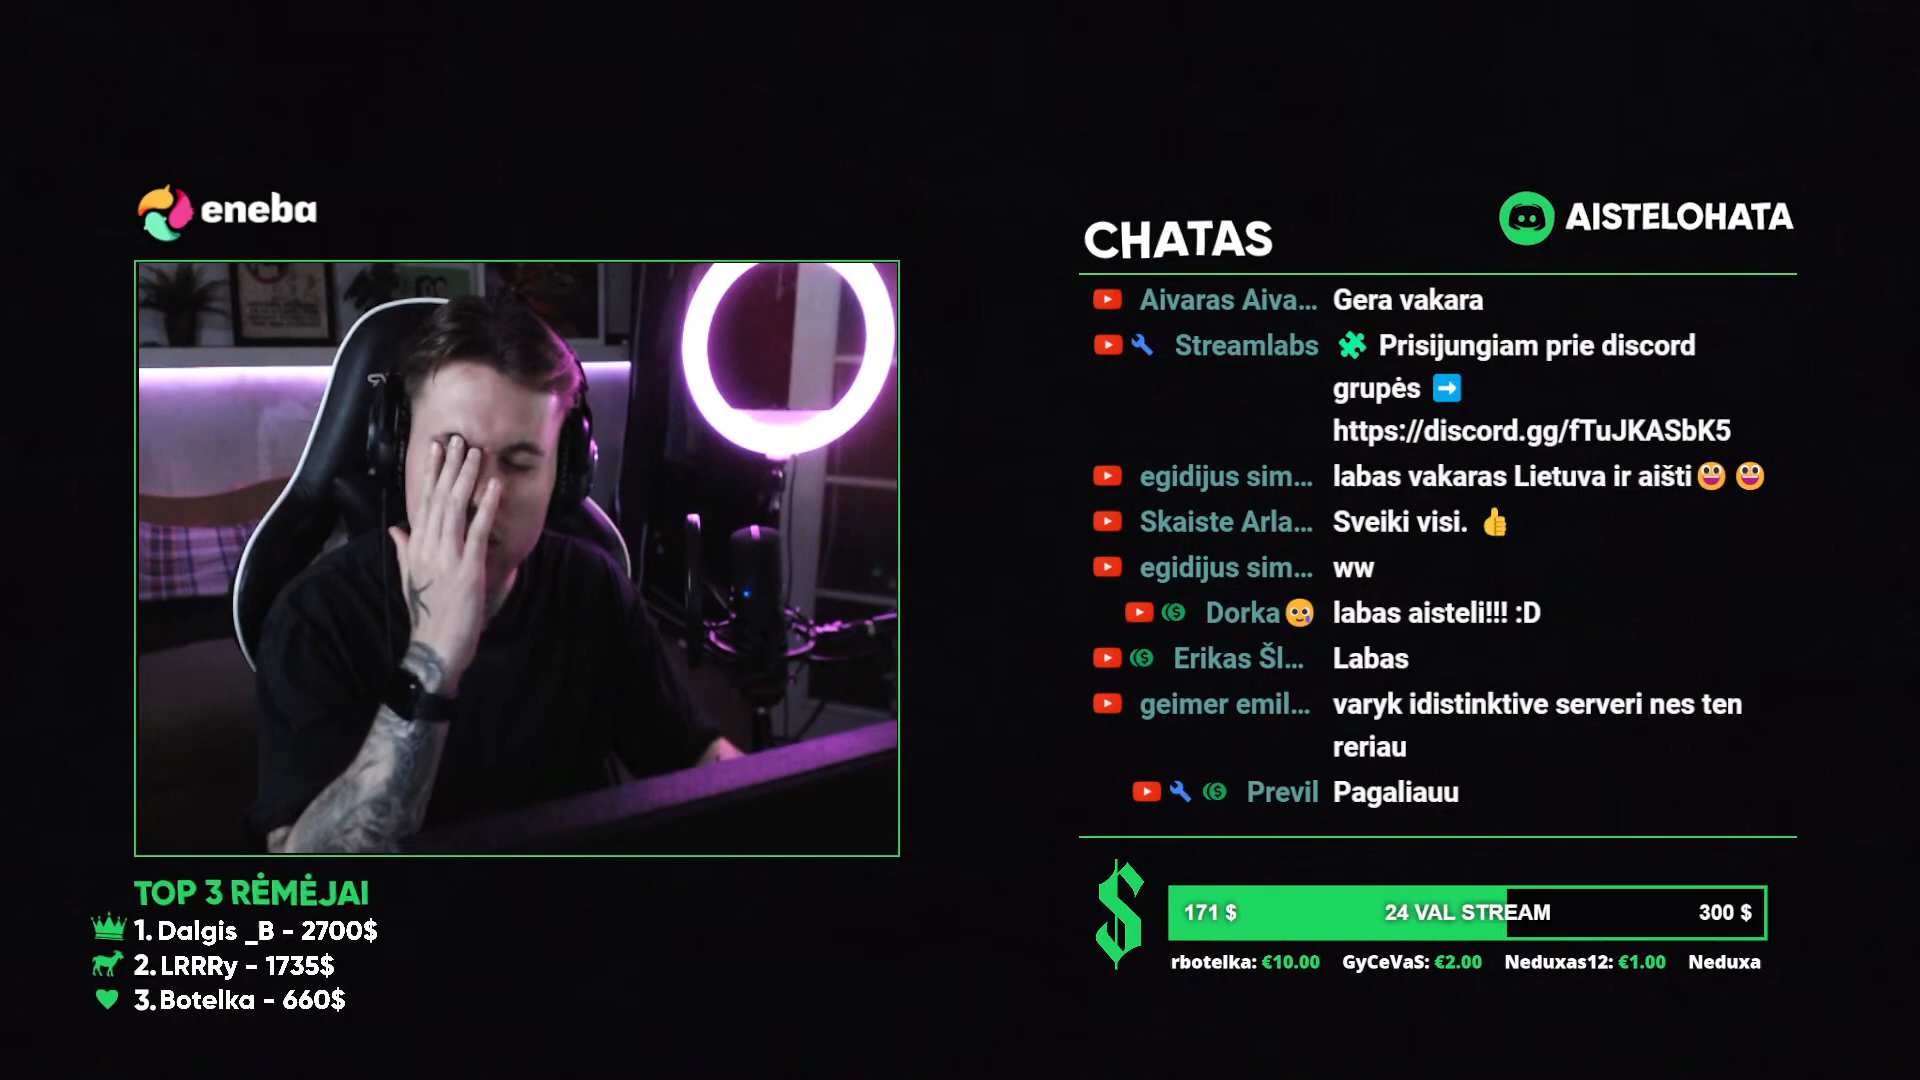 eneba
CHATAS
AISTELOHATA
Aivaras Aiva... Gera vakara
Streamlabs Prisijungiam prie discord
grupės
https://discord.gg/fTuJKASbK5
egidijus sim... labas vakaras Lietuva ir aišti
Skaiste Arla... Sveiki visi.
egidijus sim... ww
Dorka labas aisteli!!! :D
Erikas Šl... Labas
geimer emil... varyk idistinktive serveri nes ten
reriau
Previl Pagaliauu
TOP 3 RĖMĖJAI
1. Dalgis _B - 2700$
2. LRRRy - 1735$
3. Botelka - 660$
$
171 $ 24 VAL STREAM 300 $
rbotelka: €10.00 GyCeVaS: €2.00 Neduxas12: €1.00 Neduxa